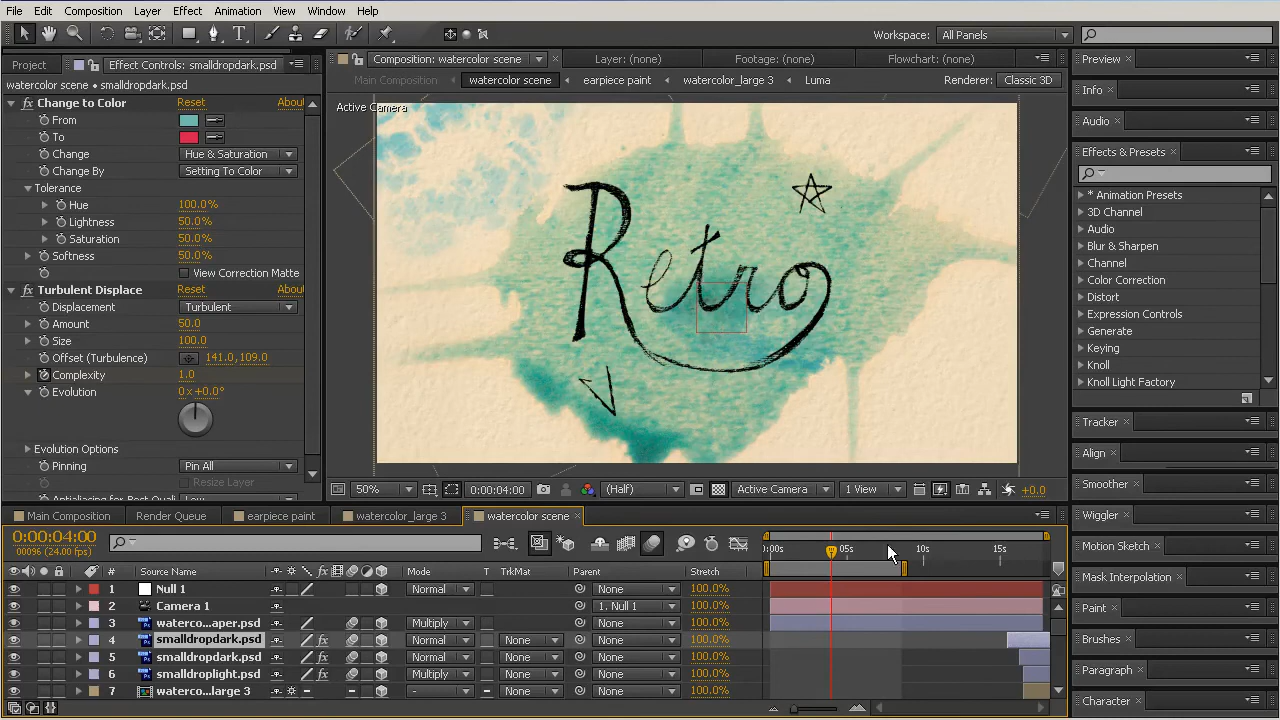 File Edit Composition Layer Effect Animation View Window Help
Workspace: All Panels
Project Effect Controls: smalldropdark.psd
watercolor scene • smalldropdark.psd
fx Change to Color Reset Abou
From
To
Change Hue & Saturation
Change By Setting To Color
Tolerance
Hue 100.0%
Lightness 50.0%
Saturation 50.0%
Softness 50.0%
View Correction Matte
fx Turbulent Displace Reset Abou
Displacement Turbulent
Amount 50.0
Size 100.0
Offset (Turbulence) 141.0,109.0
Complexity 1.0
Evolution 0x+0.0°
Evolution Options
Pinning Pin All
Resize Layer
Composition: watercolor scene Layer: (none) Footage: (none) Flowchart: (none)
Main Composition watercolor scene earpiece paint watercolor_large 3 Luma Renderer: Classic 3D
Active Camera
Retro
50% 0:00:04:00 (Half) Active Camera 1 View +0.0
Preview
Info
Audio
Effects & Presets
* Animation Presets
3D Channel
Audio
Blur & Sharpen
Channel
Color Correction
Distort
Expression Controls
Generate
Keying
Knoll
Knoll Light Factory
Tracker
Align
Smoother
Wiggler
Motion Sketch
Mask Interpolation
Paint
Brushes
Paragraph
Character
Main Composition Render Queue earpiece paint watercolor_large 3 watercolor scene
0:00:04:00
00096 (24.00 fps)
0:00s 05s 10s 15s
# Source Name fx Mode T TrkMat Parent Stretch
1 Null 1 Normal None 100.0%
2 Camera 1 1. Null 1 100.0%
3 waterco...aper.psd Multiply None 100.0%
4 smalldropdark.psd fx Normal None None 100.0%
5 smalldropdark.psd fx Normal None None 100.0%
6 smalldroplight.psd fx Multiply None None 100.0%
7 waterco...large 3 - None None 100.0%